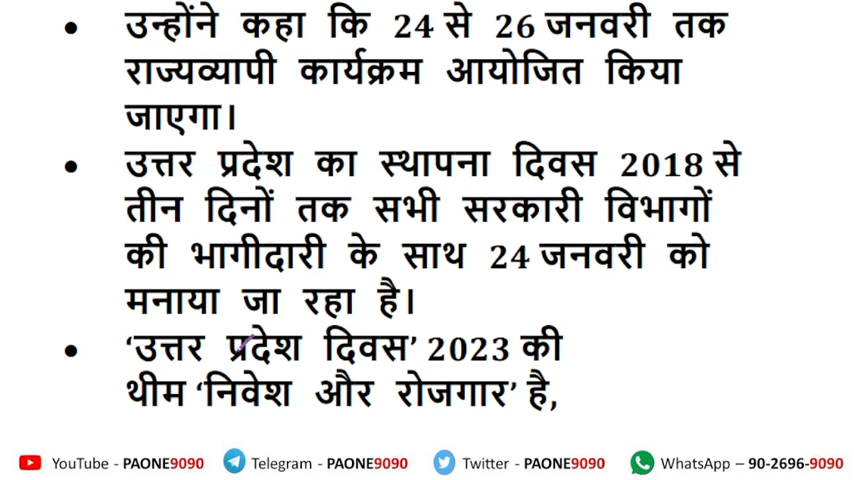 • उन्होंने कहा कि 24 से 26 जनवरी तक
राज्यव्यापी कार्यक्रम आयोजित किया
जाएगा।
• उत्तर प्रदेश का स्थापना दिवस 2018 से
तीन दिनों तक सभी सरकारी विभागों
की भागीदारी के साथ 24 जनवरी को
मनाया जा रहा है।
• ‘उत्तर प्रदेश दिवस’ 2023 की
थीम ‘निवेश और रोजगार’ है,
YouTube - PAONE9090 Telegram - PAONE9090 Twitter - PAONE9090 WhatsApp – 90-2696-9090